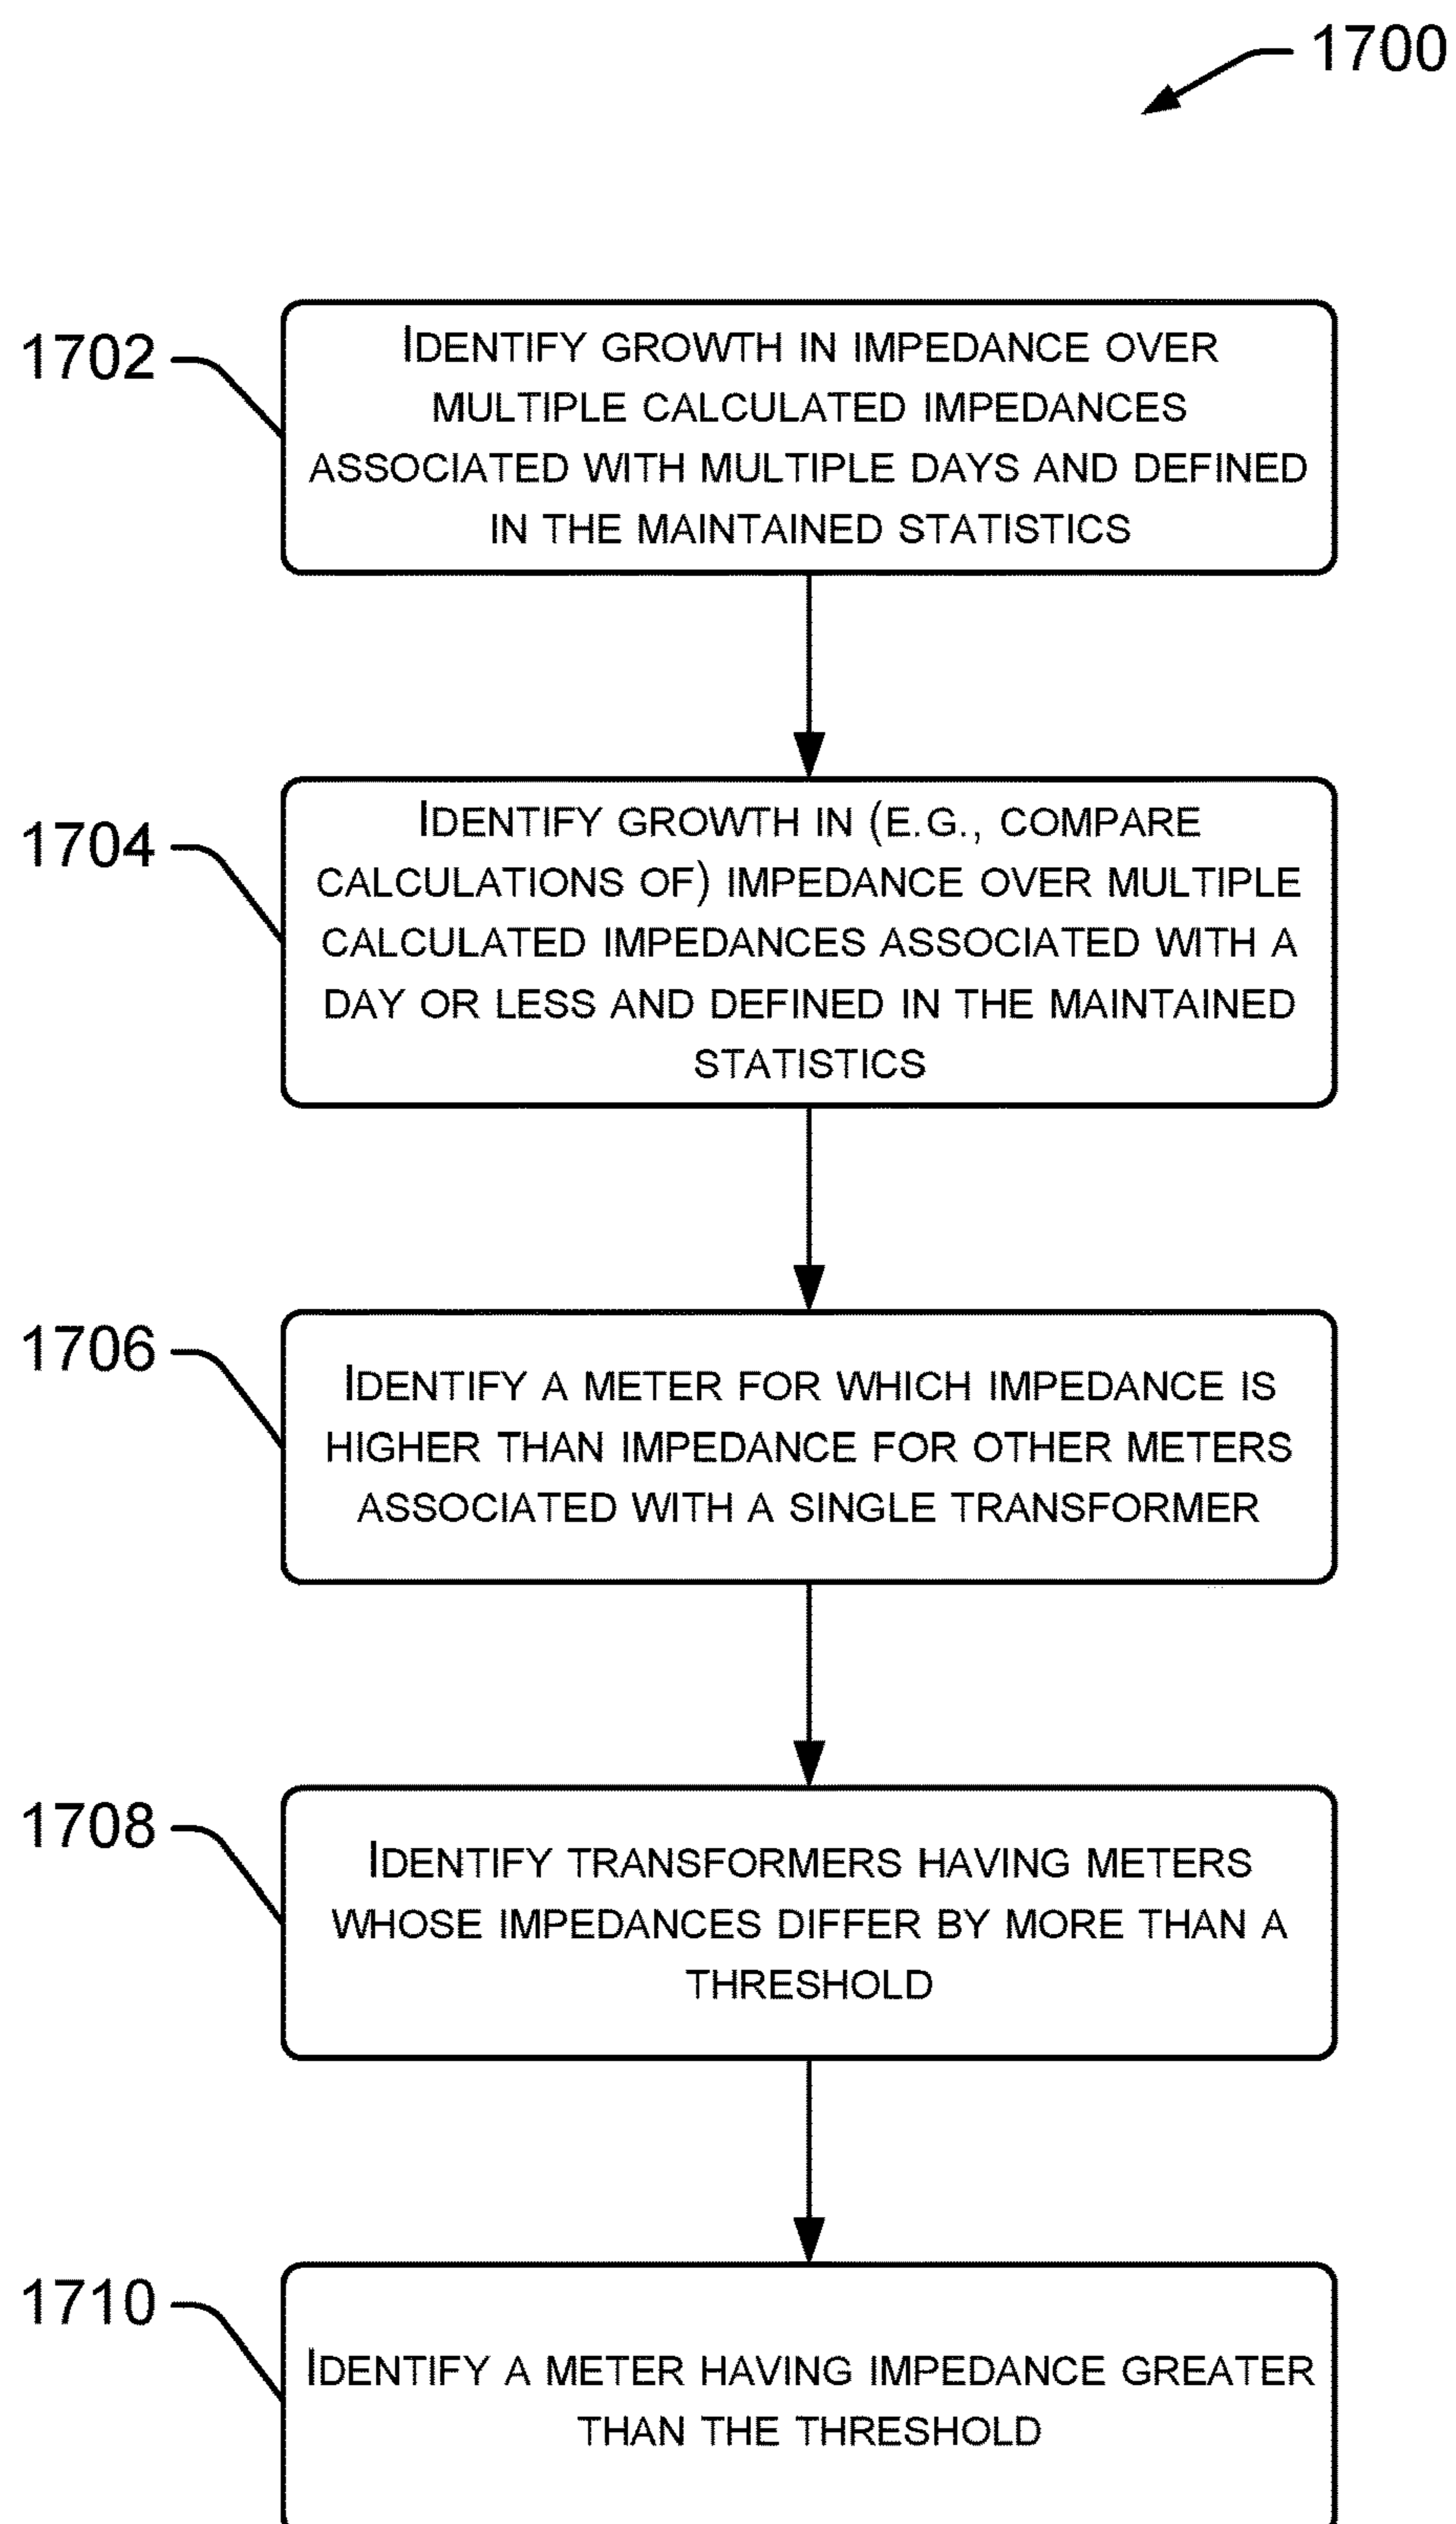 1700
1702
IDENTIFY GROWTH IN IMPEDANCE OVER
MULTIPLE CALCULATED IMPEDANCES
ASSOCIATED WITH MULTIPLE DAYS AND DEFINED
IN THE MAINTAINED STATISTICS
1704
IDENTIFY GROWTH IN (E.G., COMPARE
CALCULATIONS OF) IMPEDANCE OVER MULTIPLE
CALCULATED IMPEDANCES ASSOCIATED WITH A
DAY OR LESS AND DEFINED IN THE MAINTAINED
STATISTICS
1706
IDENTIFY A METER FOR WHICH IMPEDANCE IS
HIGHER THAN IMPEDANCE FOR OTHER METERS
ASSOCIATED WITH A SINGLE TRANSFORMER
1708
IDENTIFY TRANSFORMERS HAVING METERS
WHOSE IMPEDANCES DIFFER BY MORE THAN A
THRESHOLD
1710
IDENTIFY A METER HAVING IMPEDANCE GREATER
THAN THE THRESHOLD